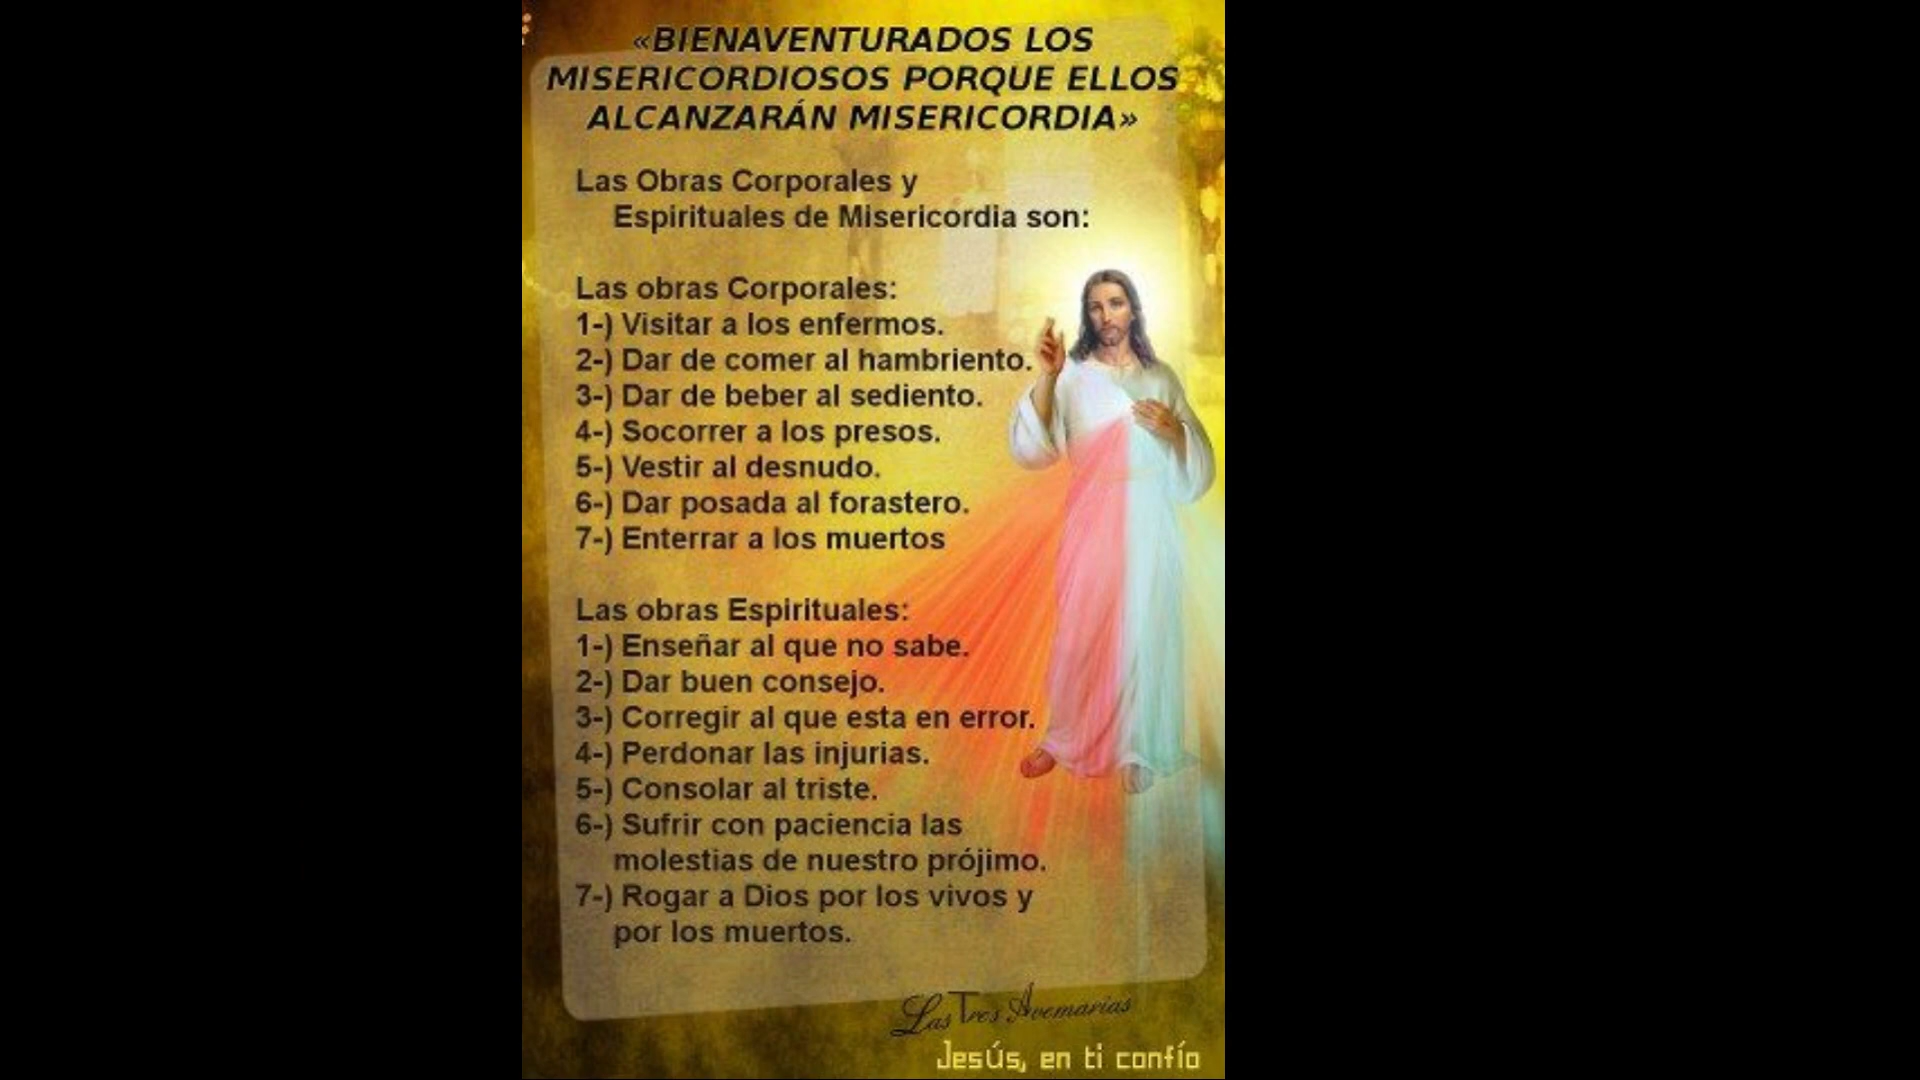 «BIENAVENTURADOS LOS
MISERICORDIOSOS PORQUE ELLOS
ALCANZARÁN MISERICORDIA»
Las Obras Corporales y
Espirituales de Misericordia son:
Las obras Corporales:
1-) Visitar a los enfermos.
2-) Dar de comer al hambriento.
3-) Dar de beber al sediento.
4-) Socorrer a los presos.
5-) Vestir al desnudo.
6-) Dar posada al forastero.
7-) Enterrar a los muertos
Las obras Espirituales:
1-) Enseñar al que no sabe.
2-) Dar buen consejo.
3-) Corregir al que esta en error.
4-) Perdonar las injurias.
5-) Consolar al triste.
6-) Sufrir con paciencia las
molestias de nuestro prójimo.
7-) Rogar a Dios por los vivos y
por los muertos.
Las Tres Avemarías
Jesús, en ti confío